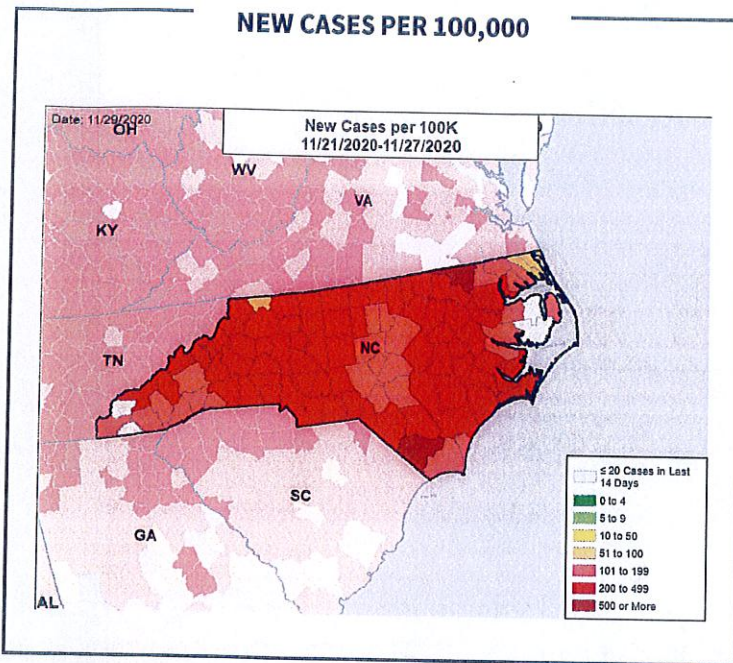 NEW CASES PER 100,000
Date: 11/29/2020
New Cases per 100K
11/21/2020-11/27/2020
OH
WV
VA
KY
TN
NC
SC
GA
AL
≤ 20 Cases in Last
14 Days
0 to 4
5 to 9
10 to 50
51 to 100
101 to 199
200 to 499
500 or More